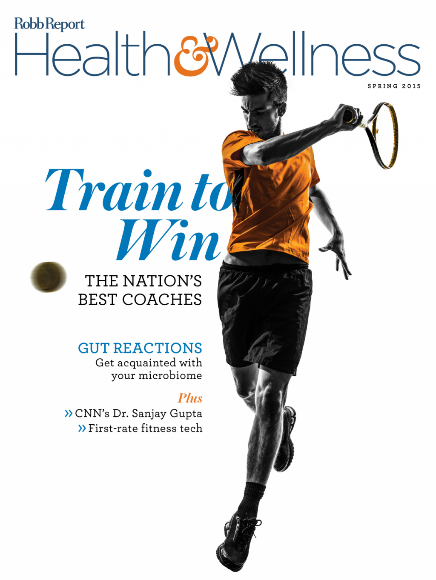 Robb Report
Health&Wellness
SPRING 2015
Train to
Win
THE NATION'S
BEST COACHES
GUT REACTIONS
Get acquainted with
your microbiome
Plus
» CNN's Dr. Sanjay Gupta
» First-rate fitness tech